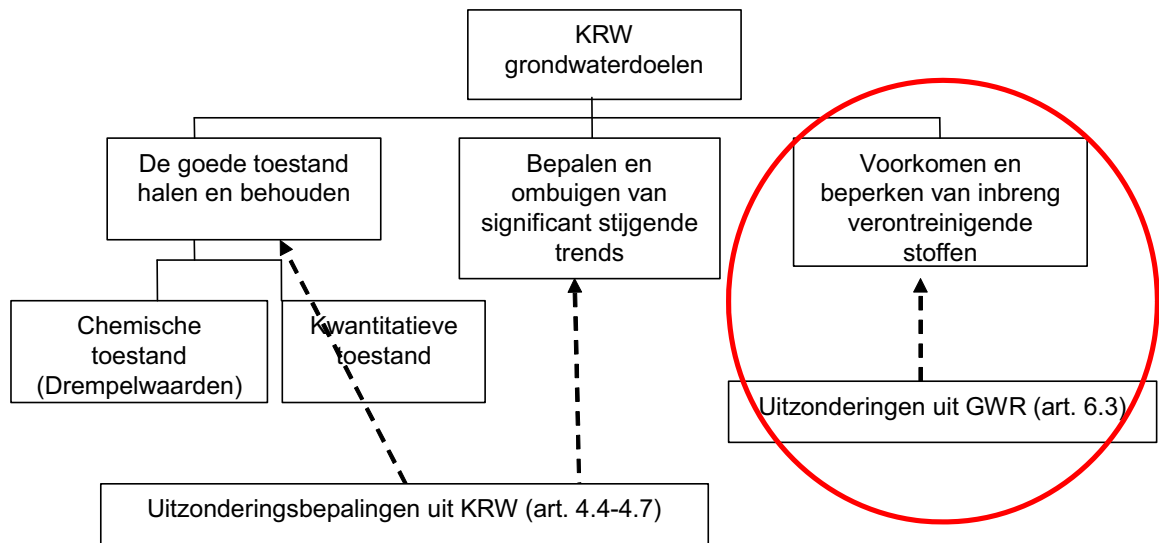 KRW
grondwaterdoelen
De goede toestand
halen en behouden
Bepalen en
ombuigen van
significant stijgende
trends
Voorkomen en
beperken van inbreng
verontreinigende
stoffen
Chemische
toestand
(Drempelwaarden)
Kwantitatieve
toestand
Uitzonderingen uit GWR (art. 6.3)
Uitzonderingsbepalingen uit KRW (art. 4.4-4.7)